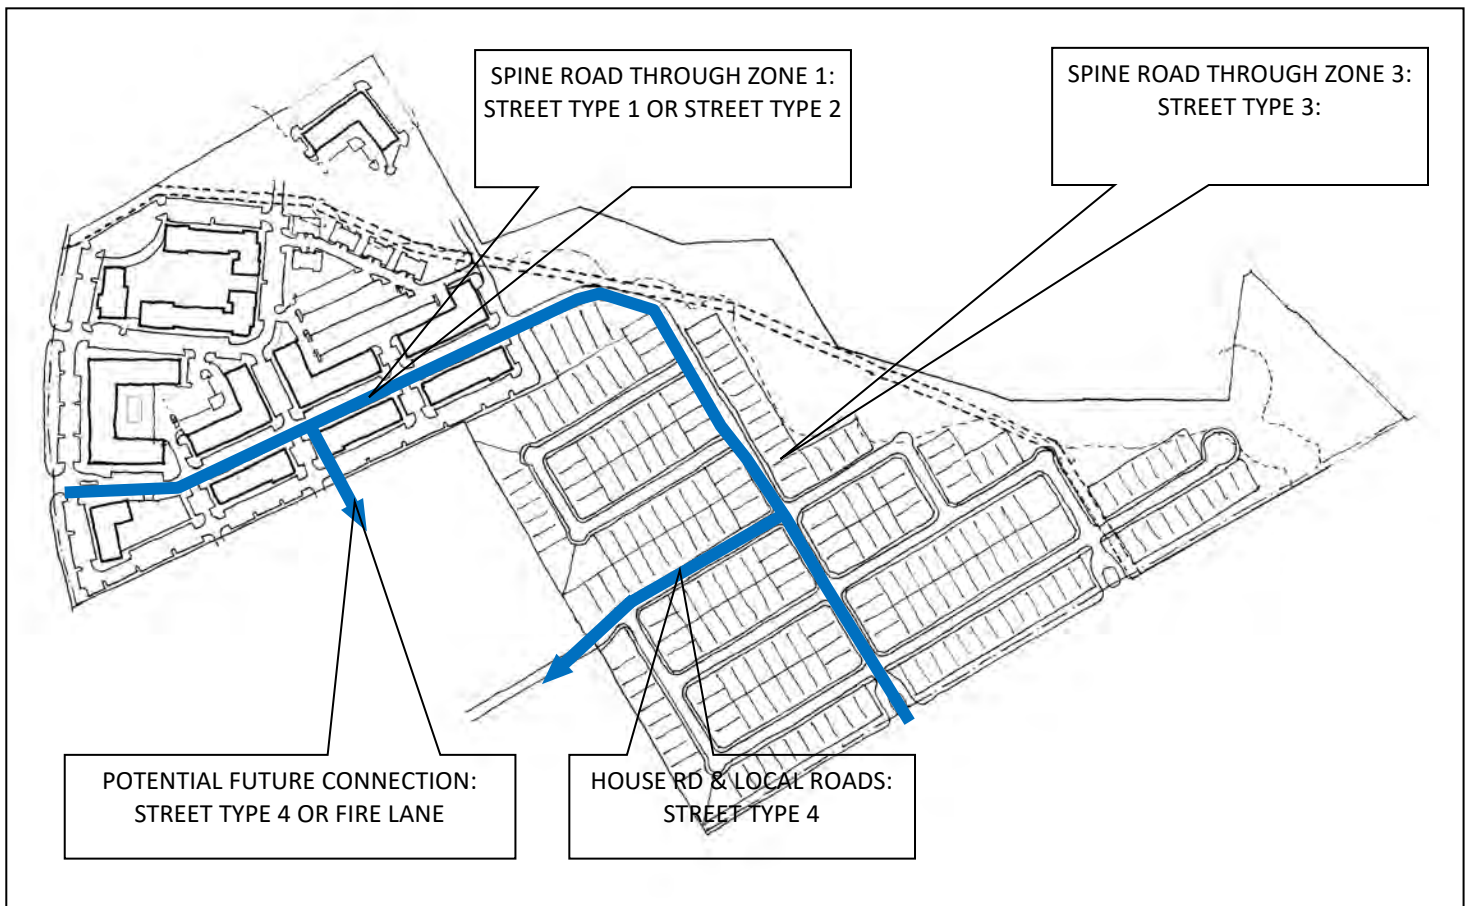 SPINE ROAD THROUGH ZONE 1:
STREET TYPE 1 OR STREET TYPE 2
SPINE ROAD THROUGH ZONE 3:
STREET TYPE 3:
POTENTIAL FUTURE CONNECTION:
STREET TYPE 4 OR FIRE LANE
HOUSE RD & LOCAL ROADS:
STREET TYPE 4